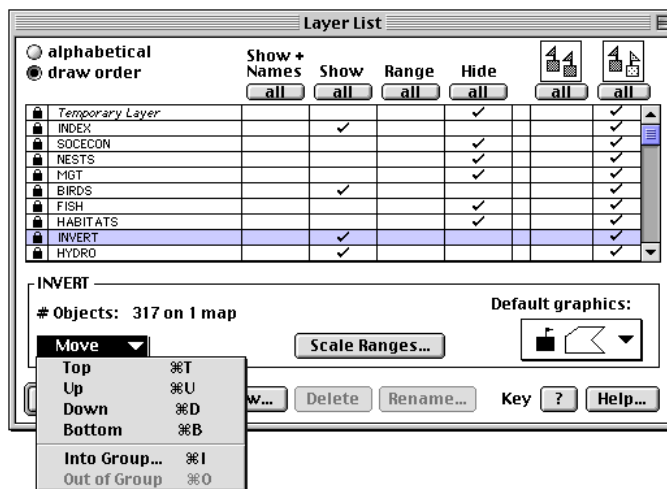 Layer List
alphabetical
draw order
Show + Names Show Range Hide
all all all all all all
Temporary Layer
INDEX
SOCECON
NESTS
MGT
BIRDS
FISH
HABITATS
INVERT
HYDRO
INVERT
# Objects: 317 on 1 map
Default graphics:
Move
Scale Ranges...
Top ⌘T
Up ⌘U
Down ⌘D
Bottom ⌘B
Into Group... ⌘I
Out of Group ⌘O
w... Delete Rename... Key ? Help...